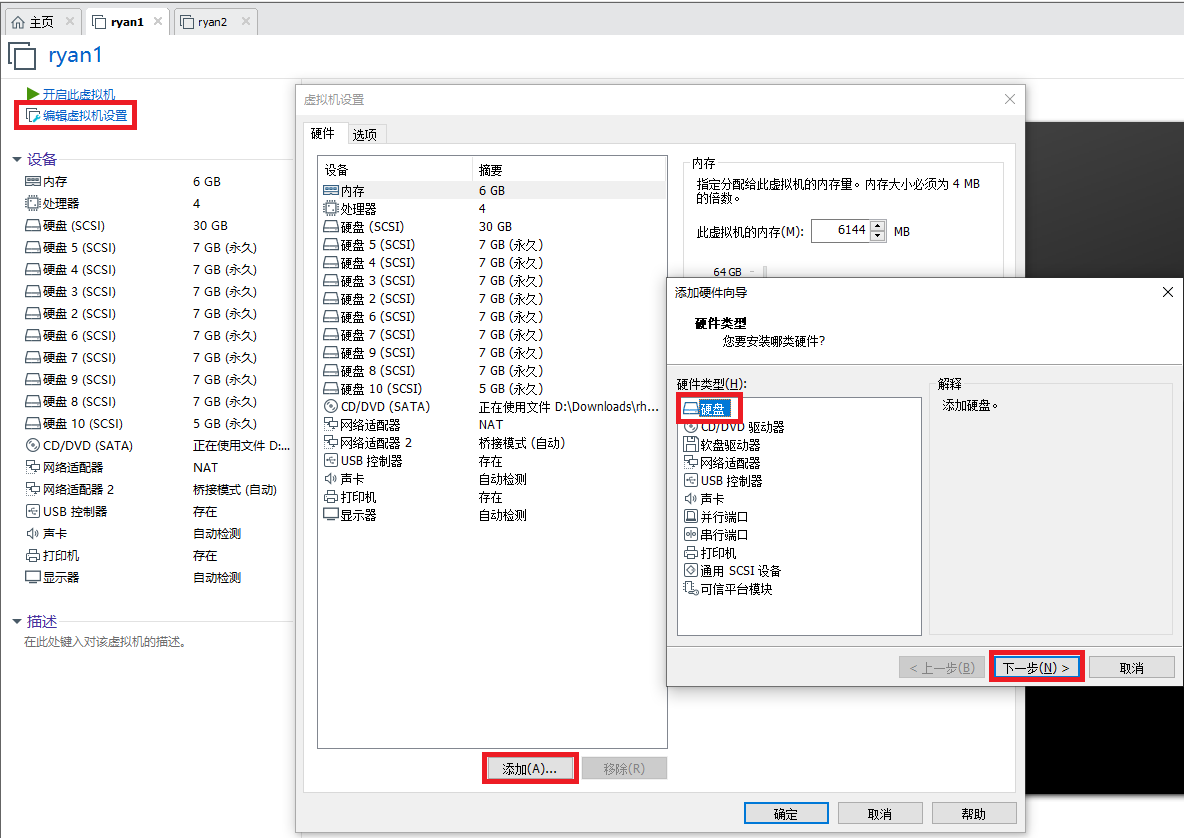 主页
ryan1
ryan2
ryan1
开启此虚拟机
编辑虚拟机设置
设备
内存 6 GB
处理器 4
硬盘 (SCSI) 30 GB
硬盘 5 (SCSI) 7 GB (永久)
硬盘 4 (SCSI) 7 GB (永久)
硬盘 3 (SCSI) 7 GB (永久)
硬盘 2 (SCSI) 7 GB (永久)
硬盘 6 (SCSI) 7 GB (永久)
硬盘 7 (SCSI) 7 GB (永久)
硬盘 9 (SCSI) 7 GB (永久)
硬盘 8 (SCSI) 7 GB (永久)
硬盘 10 (SCSI) 5 GB (永久)
CD/DVD (SATA) 正在使用文件 D:...
网络适配器 NAT
网络适配器 2 桥接模式 (自动)
USB 控制器 存在
声卡 自动检测
打印机 存在
显示器 自动检测
描述
在此处键入对该虚拟机的描述。
虚拟机设置
硬件 选项
设备 摘要
内存 6 GB
处理器 4
硬盘 (SCSI) 30 GB
硬盘 5 (SCSI) 7 GB (永久)
硬盘 4 (SCSI) 7 GB (永久)
硬盘 3 (SCSI) 7 GB (永久)
硬盘 2 (SCSI) 7 GB (永久)
硬盘 6 (SCSI) 7 GB (永久)
硬盘 7 (SCSI) 7 GB (永久)
硬盘 9 (SCSI) 7 GB (永久)
硬盘 8 (SCSI) 7 GB (永久)
硬盘 10 (SCSI) 5 GB (永久)
CD/DVD (SATA) 正在使用文件 D:\Downloads\rh...
网络适配器 NAT
网络适配器 2 桥接模式 (自动)
USB 控制器 存在
声卡 自动检测
打印机 存在
显示器 自动检测
添加(A)... 移除(R)
内存
指定分配给此虚拟机的内存量。内存大小必须为 4 MB
的倍数。
此虚拟机的内存(M): 6144 MB
64 GB
确定 取消 帮助
添加硬件向导
硬件类型
您要安装哪类硬件?
硬件类型(H):
硬盘
CD/DVD 驱动器
软盘驱动器
网络适配器
USB 控制器
声卡
并行端口
串行端口
打印机
通用 SCSI 设备
可信平台模块
解释
添加硬盘。
< 上一步(B) 下一步(N) > 取消